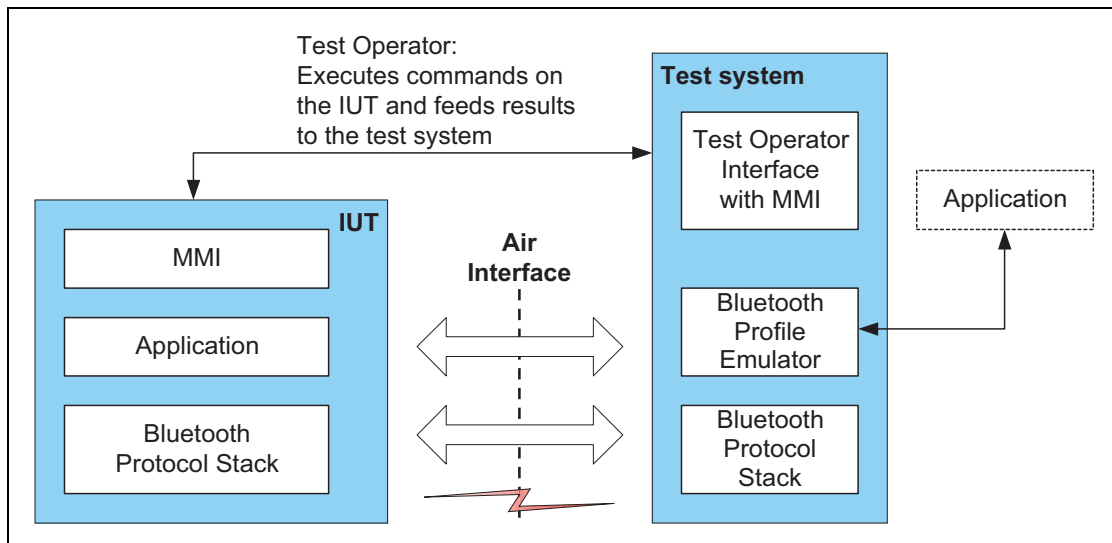 Test Operator:
Executes commands on
the IUT and feeds results
to the test system
Test system
Test Operator
Interface
with MMI
Application
IUT
MMI
Air
Interface
Application
Bluetooth
Profile
Emulator
Bluetooth
Protocol Stack
Bluetooth
Protocol
Stack